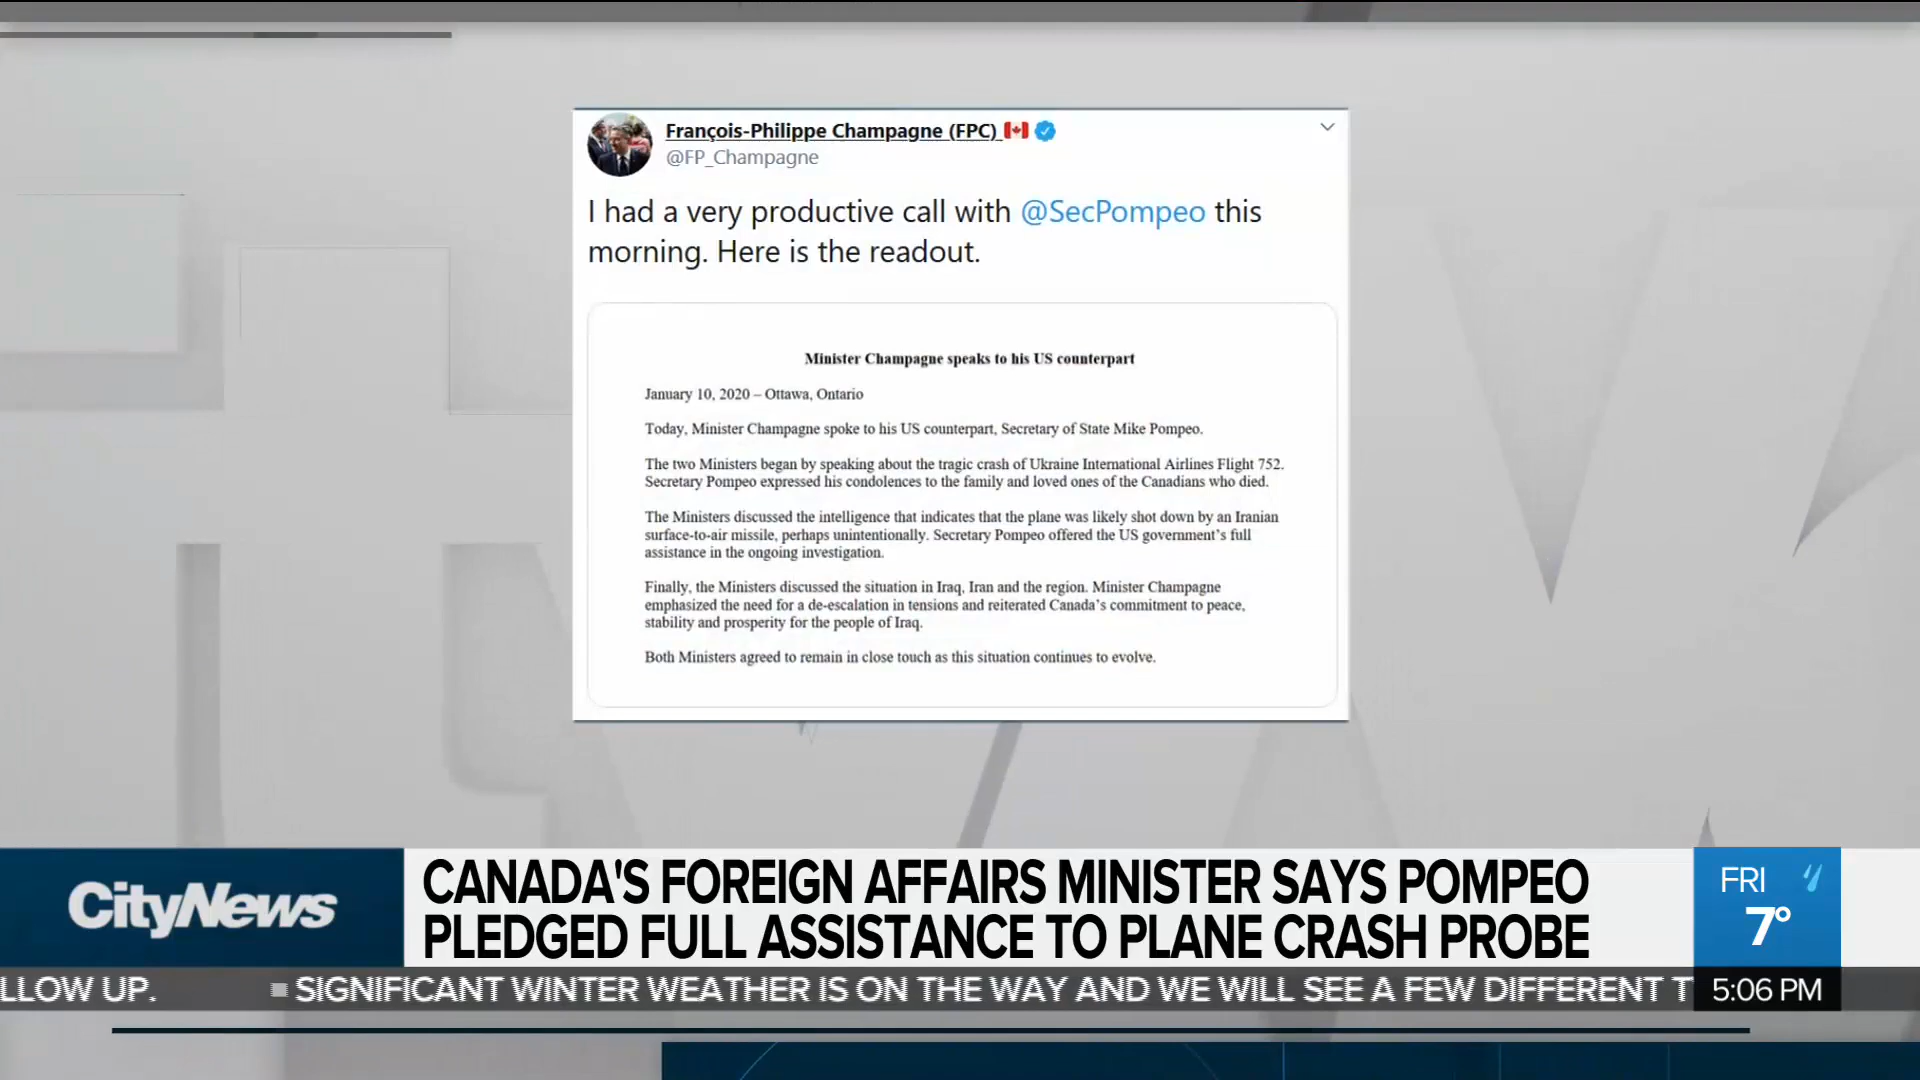 François-Philippe Champagne (FPC)
@FP_Champagne
I had a very productive call with @SecPompeo this
morning. Here is the readout.
Minister Champagne speaks to his US counterpart
January 10, 2020 – Ottawa, Ontario
Today, Minister Champagne spoke to his US counterpart, Secretary of State Mike Pompeo.
The two Ministers began by speaking about the tragic crash of Ukraine International Airlines Flight 752.
Secretary Pompeo expressed his condolences to the family and loved ones of the Canadians who died.
The Ministers discussed the intelligence that indicates that the plane was likely shot down by an Iranian
surface-to-air missile, perhaps unintentionally. Secretary Pompeo offered the US government's full
assistance in the ongoing investigation.
Finally, the Ministers discussed the situation in Iraq, Iran and the region. Minister Champagne
emphasized the need for a de-escalation in tensions and reiterated Canada's commitment to peace,
stability and prosperity for the people of Iraq.
Both Ministers agreed to remain in close touch as this situation continues to evolve.
CityNews
CANADA'S FOREIGN AFFAIRS MINISTER SAYS POMPEO
PLEDGED FULL ASSISTANCE TO PLANE CRASH PROBE
FRI
7°
LLOW UP. SIGNIFICANT WINTER WEATHER IS ON THE WAY AND WE WILL SEE A FEW DIFFERENT T
5:06 PM